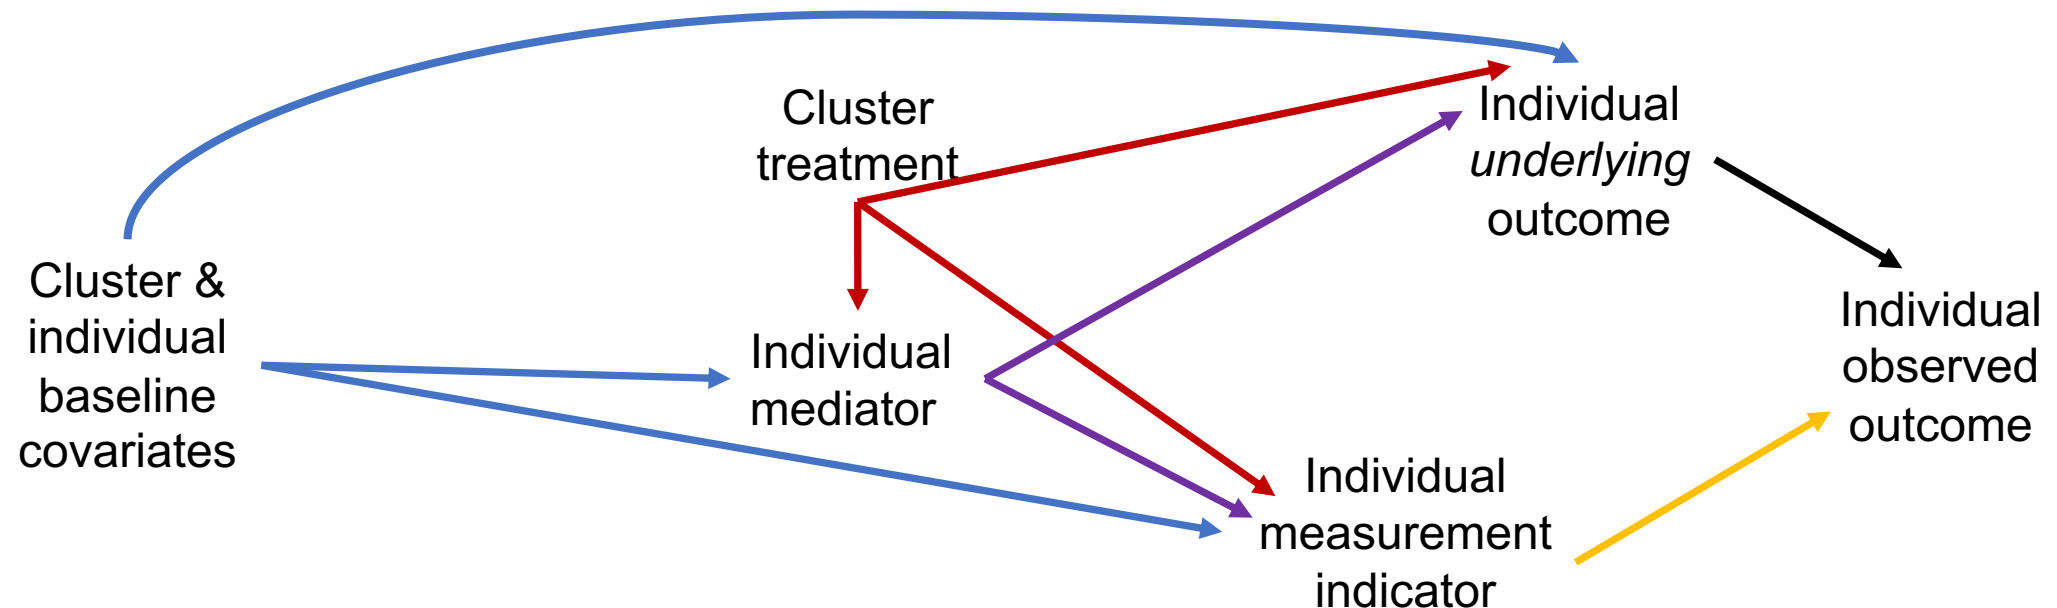 Cluster &
individual
baseline
covariates
Cluster
treatment
Individual
mediator
Individual
underlying
outcome
Individual
measurement
indicator
Individual
observed
outcome